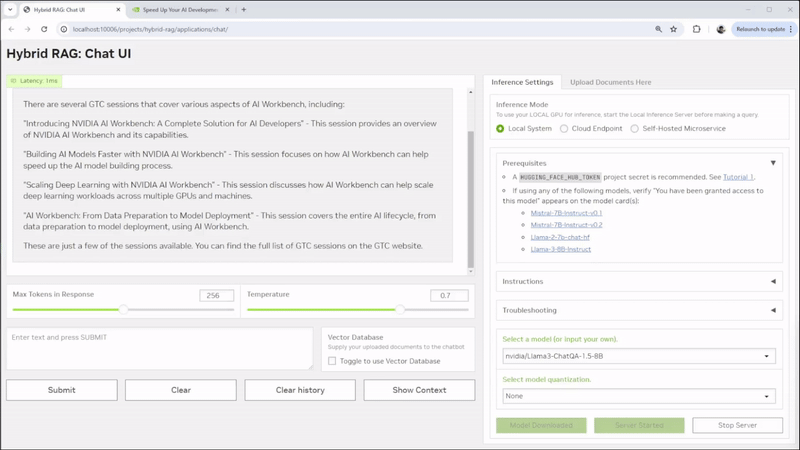 Chat UI
Speed Up Your AI Developmen
localhost:10006/projects/hybrid-rag/applications/chat/
Relaunch to update
Hybrid RAG: Chat UI
Latency: 1ms
There are several GTC sessions that cover various aspects of AI Workbench, including:
"Introducing NVIDIA AI Workbench: A Complete Solution for AI Developers" - This session provides an overview
of NVIDIA AI Workbench and its capabilities.
"Building AI Models Faster with NVIDIA AI Workbench" - This session focuses on how AI Workbench can help
speed up the AI model building process.
"Scaling Deep Learning with NVIDIA AI Workbench" - This session discusses how AI Workbench can help scale
deep learning workloads across multiple GPUs and machines.
"AI Workbench: From Data Preparation to Model Deployment" - This session covers the entire AI lifecycle, from
data preparation to model deployment, using AI Workbench.
These are just a few of the sessions available. You can find the full list of GTC sessions on the GTC website.
Max Tokens in Response
256
Temperature
0.7
Enter text and press SUBMIT
Vector Database
Supply your uploaded documents to the chatbot
Toggle to use Vector Database
Submit
Clear
Clear history
Show Context
Inference Settings
Upload Documents Here
Inference Mode
To use your LOCAL GPU for inference, start the Local Inference Server before making a query.
Local System
Cloud Endpoint
Self-Hosted Microservice
Prerequisites
A HUGGING_FACE_HUB_TOKEN project secret is recommended. See Tutorial 1.
If using any of the following models, verify "You have been granted access to
this model" appears on the model card(s):
Mistral-7B-Instruct-v0.1
Mistral-7B-Instruct-v0.2
Llama-2-7b-chat-hf
Llama-3-8B-Instruct
Instructions
Troubleshooting
Select a model (or input your own).
nvidia/Llama3-ChatQA-1.5-8B
Select model quantization.
None
Model Downloaded
Server Started
Stop Server